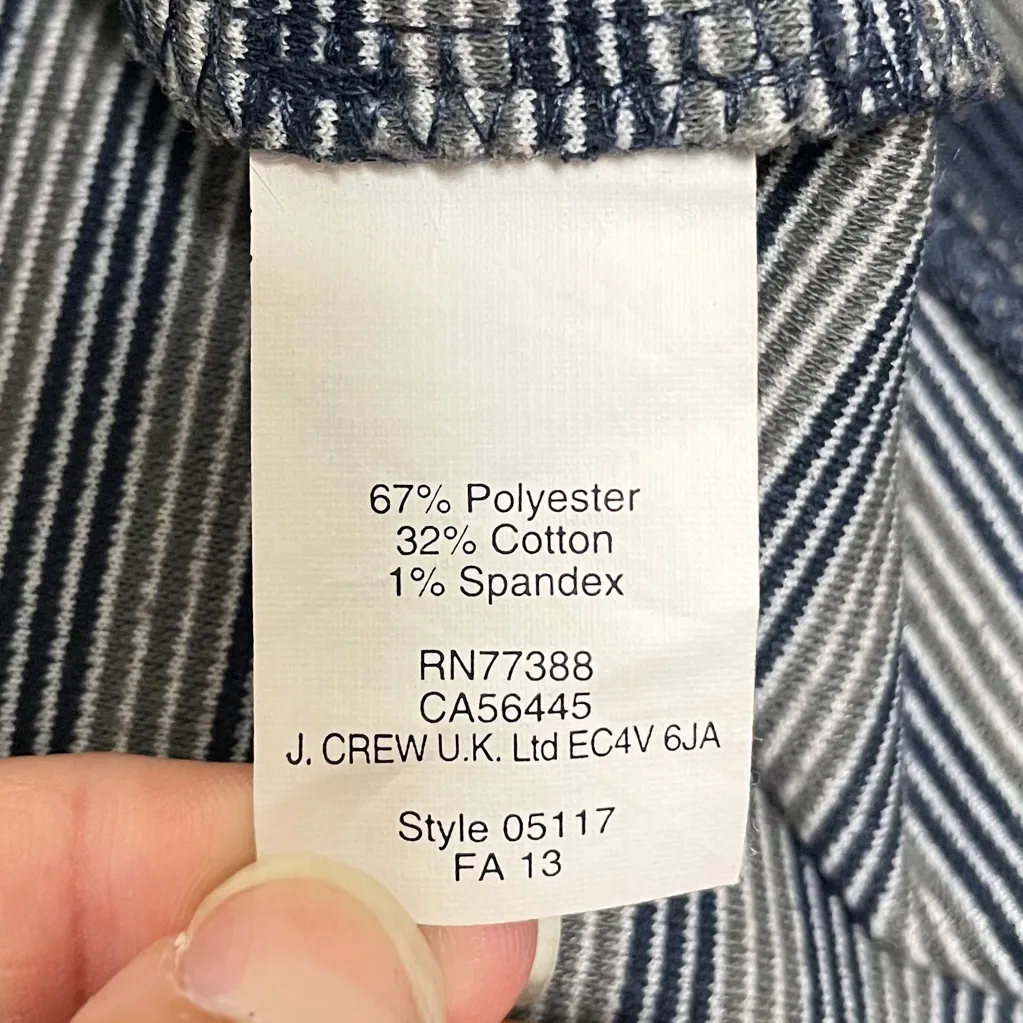 67% Polyester
32% Cotton
1% Spandex
RN77388
CA56445
J. CREW U.K. Ltd EC4V 6JA
Style 05117
FA 13